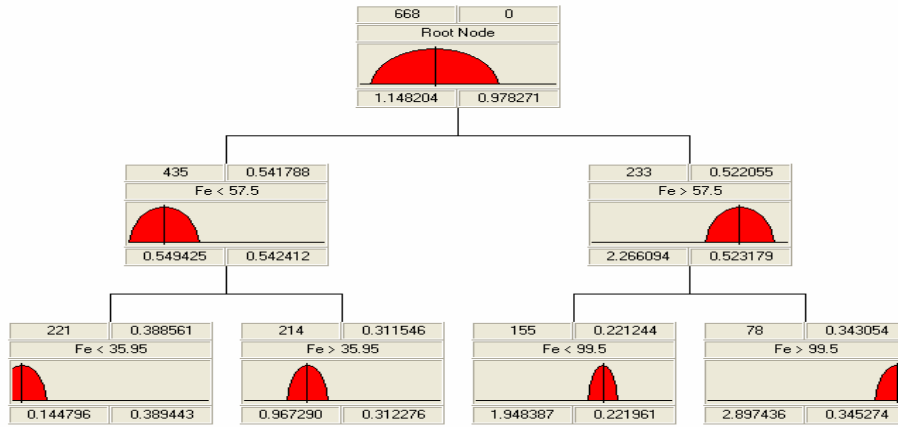 668 0
Root Node
1.148204 0.978271
435 0.541788
Fe < 57.5
0.549425 0.542412
233 0.522055
Fe > 57.5
2.266094 0.523179
221 0.388561
Fe < 35.95
0.144796 0.389443
214 0.311546
Fe > 35.95
0.967290 0.312276
155 0.221244
Fe < 99.5
1.948387 0.221961
78 0.343054
Fe > 99.5
2.897436 0.345274